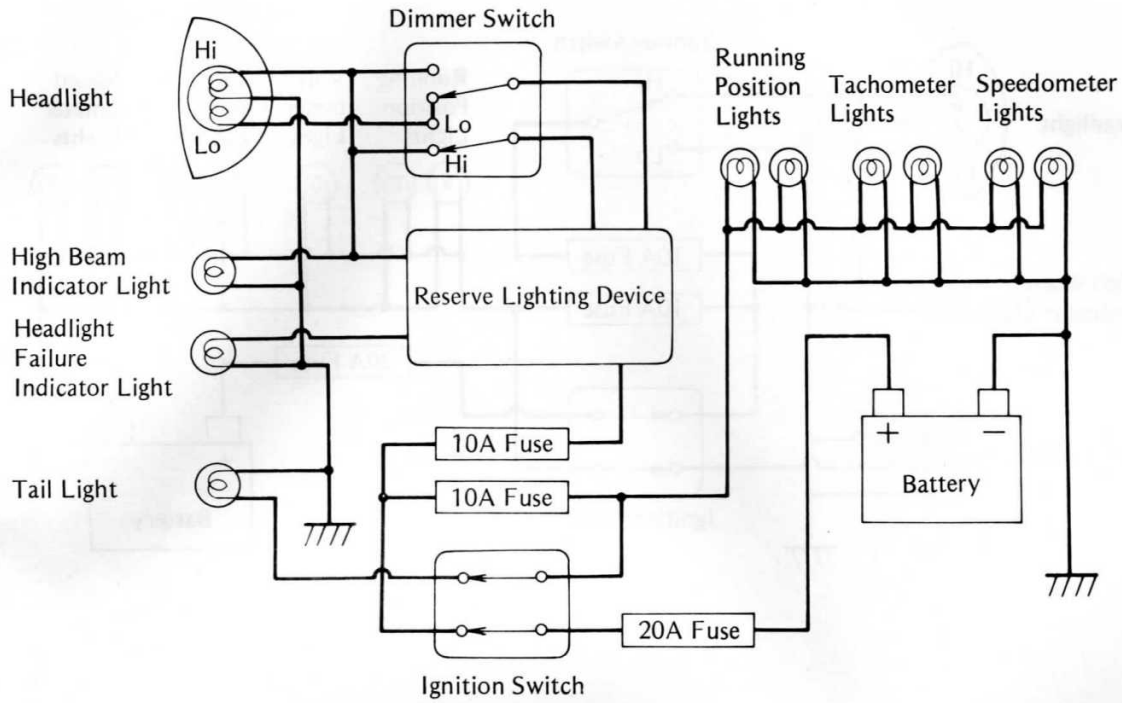 Dimmer Switch
Hi
Headlight
Lo
Lo
Hi
Running
Position
Lights
Tachometer
Lights
Speedometer
Lights
High Beam
Indicator Light
Reserve Lighting Device
Headlight
Failure
Indicator Light
10A Fuse
10A Fuse
Tail Light
+
−
Battery
20A Fuse
Ignition Switch